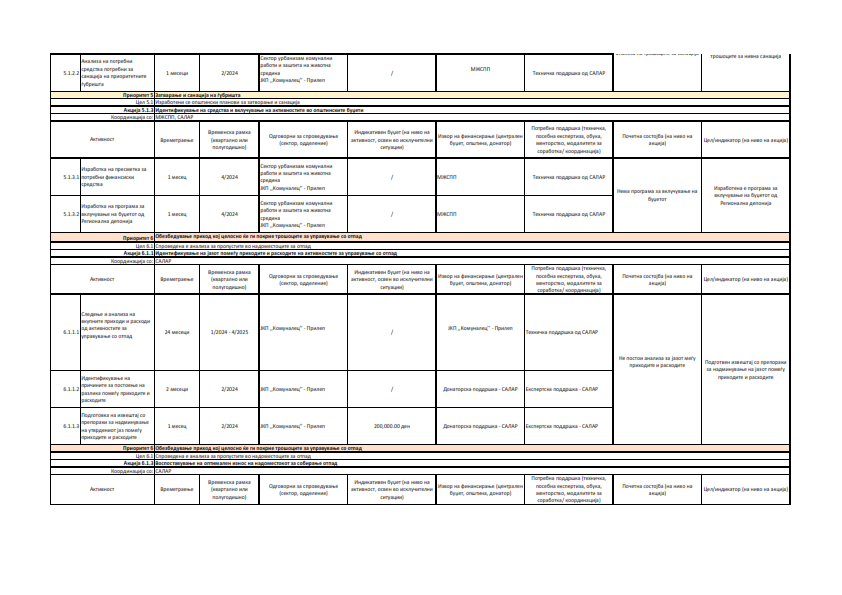 трошоците за нивна санација
5.1.2.2
Анализа на потребни
средства потребни за
санација на приоритетните
ѓубришта
1 месеци
2/2024
Сектор урбанизам комунални
работи и заштита на животна
средина
ЈКП „Комуналец" - Прилеп
/
МЖСПП
Техничка поддршка од САЛАР
Приоритет 5 Затварање и санација на ѓубришта
Цел 5.1 Изработени се општински планови за затворање и санација
Акција 5.1.3 Идентификување на средства и вклучување на активностите во општинските буџети
Координација со: МЖСПП, САЛАР
Активност
Времетраење
Временска рамка
(квартално или
полугодишно)
Одговорни за спроведување
(сектор, одделение)
Индикативен буџет (на ниво на
активност, освен во исклучителни
ситуации)
Извор на финансирање (централен
буџет, општина, донатор)
Потребна поддршка (техничка,
посебна експертиза, обука,
менторство, модалитети за
соработка/ координација)
Почетна состојба (на ниво на
акција)
Цел/индикатор (на ниво на акција)
5.1.3.1
Изработка на пресметка за
потребни финансиски
средства
1 месец
4/2024
Сектор урбанизам комунални
работи и заштита на животна
средина
ЈКП „Комуналец" - Прилеп
/
МЖСПП
Техничка поддршка од САЛАР
Нема програма за вклучување на
буџетот
Изработена е програма за
вклучување на буџетот од
Регионална депонија
5.1.3.2
Изработка на програма за
вклучување на буџетот од
Регионална депонија
1 месец
4/2024
Сектор урбанизам комунални
работи и заштита на животна
средина
ЈКП „Комуналец" - Прилеп
/
МЖСПП
Техничка поддршка од САЛАР
Приоритет 6 Обезбедување приход кој целосно ќе ги покрие трошоците за управување со отпад
Цел 6.1 Спроведена е анализа за пропустите во надоместоците за отпад
Акција 6.1.1 Идентификување на јазот помеѓу приходите и расходите на активностите за управување со отпад
Координација со: САЛАР
Активност
Времетраење
Временска рамка
(квартално или
полугодишно)
Одговорни за спроведување
(сектор, одделение)
Индикативен буџет (на ниво на
активност, освен во исклучителни
ситуации)
Извор на финансирање (централен
буџет, општина, донатор)
Потребна поддршка (техничка,
посебна експертиза, обука,
менторство, модалитети за
соработка/ координација)
Почетна состојба (на ниво на
акција)
Цел/индикатор (на ниво на акција)
6.1.1.1
Следење и анализа на
вкупните приходи и расходи
од активностите за
управување со отпад
24 месеци
1/2024 - 4/2025
ЈКП „Комуналец" - Прилеп
/
ЈКП „Комуналец" - Прилеп
Техничка поддршка од САЛАР
Не постои анализа за јазот меѓу
приходите и расходите
Подготвен извештај со препораки
за надминување на јазот помеѓу
приходите и расходите
6.1.1.2
Идентификување на
причините за постоење на
разлика помеѓу приходите и
расходите
2 месеци
2/2024
ЈКП „Комуналец" - Прилеп
/
Донаторска поддршка - САЛАР
Експертска поддршка - САЛАР
6.1.1.3
Подготовка на извештај со
препораки за надминување
на утврдениот јаз помеѓу
приходите и расходите
1 месец
2/2024
ЈКП „Комуналец" - Прилеп
200,000.00 ден
Донаторска поддршка - САЛАР
Експертска поддршка - САЛАР
Приоритет 6 Обезбедување приход кој целосно ќе ги покрие трошоците за управување со отпад
Цел 6.1 Спроведена е анализа за пропустите во надоместоците за отпад
Акција 6.1.3 Воспоставување на оптимален износ на надоместокот за собирање отпад
Координација со: САЛАР
Активност
Времетраење
Временска рамка
(квартално или
полугодишно)
Одговорни за спроведување
(сектор, одделение)
Индикативен буџет (на ниво на
активност, освен во исклучителни
ситуации)
Извор на финансирање (централен
буџет, општина, донатор)
Потребна поддршка (техничка,
посебна експертиза, обука,
менторство, модалитети за
соработка/ координација)
Почетна состојба (на ниво на
акција)
Цел/индикатор (на ниво на акција)